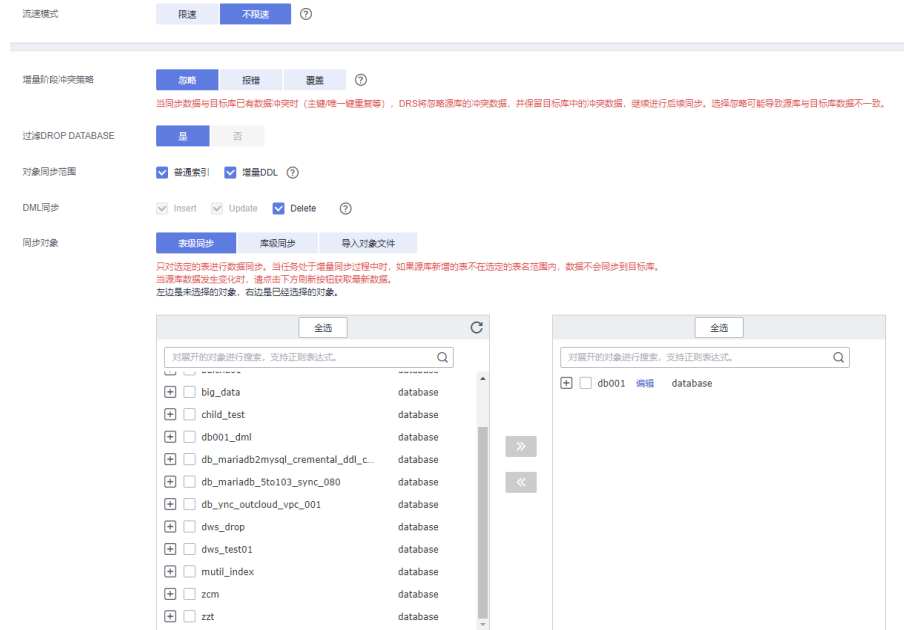 流速模式 限速 不限速 ?
增量阶段冲突策略 忽略 报错 覆盖 ?
当同步数据与目标库已有数据冲突时（主键/唯一键重复等），DRS将忽略源库的冲突数据，并保留目标库中的冲突数据，继续进行后续同步。选择忽略可能导致源库与目标库数据不一致。
过滤DROP DATABASE 是 否
对象同步范围 普通索引 增量DDL ?
DML同步 Insert Update Delete ?
同步对象 表级同步 库级同步 导入对象文件
只对选定的表进行数据同步。当任务处于增量同步过程中时，如果源库新增的表不在选定的表名范围内，数据不会同步到目标库。
当源库数据发生变化时，请点击下方刷新按钮获取最新数据。
左边是未选择的对象，右边是已经选择的对象。
全选
对展开的对象进行搜索，支持正则表达式。
big_data database
child_test database
db001_dml database
db_mariadb2mysql_cremental_ddl_c... database
db_mariadb_5to103_sync_080 database
db_ync_outcloud_vpc_001 database
dws_drop database
dws_test01 database
mutil_index database
zcm database
zzt database
全选
对展开的对象进行搜索，支持正则表达式。
db001 编辑 database